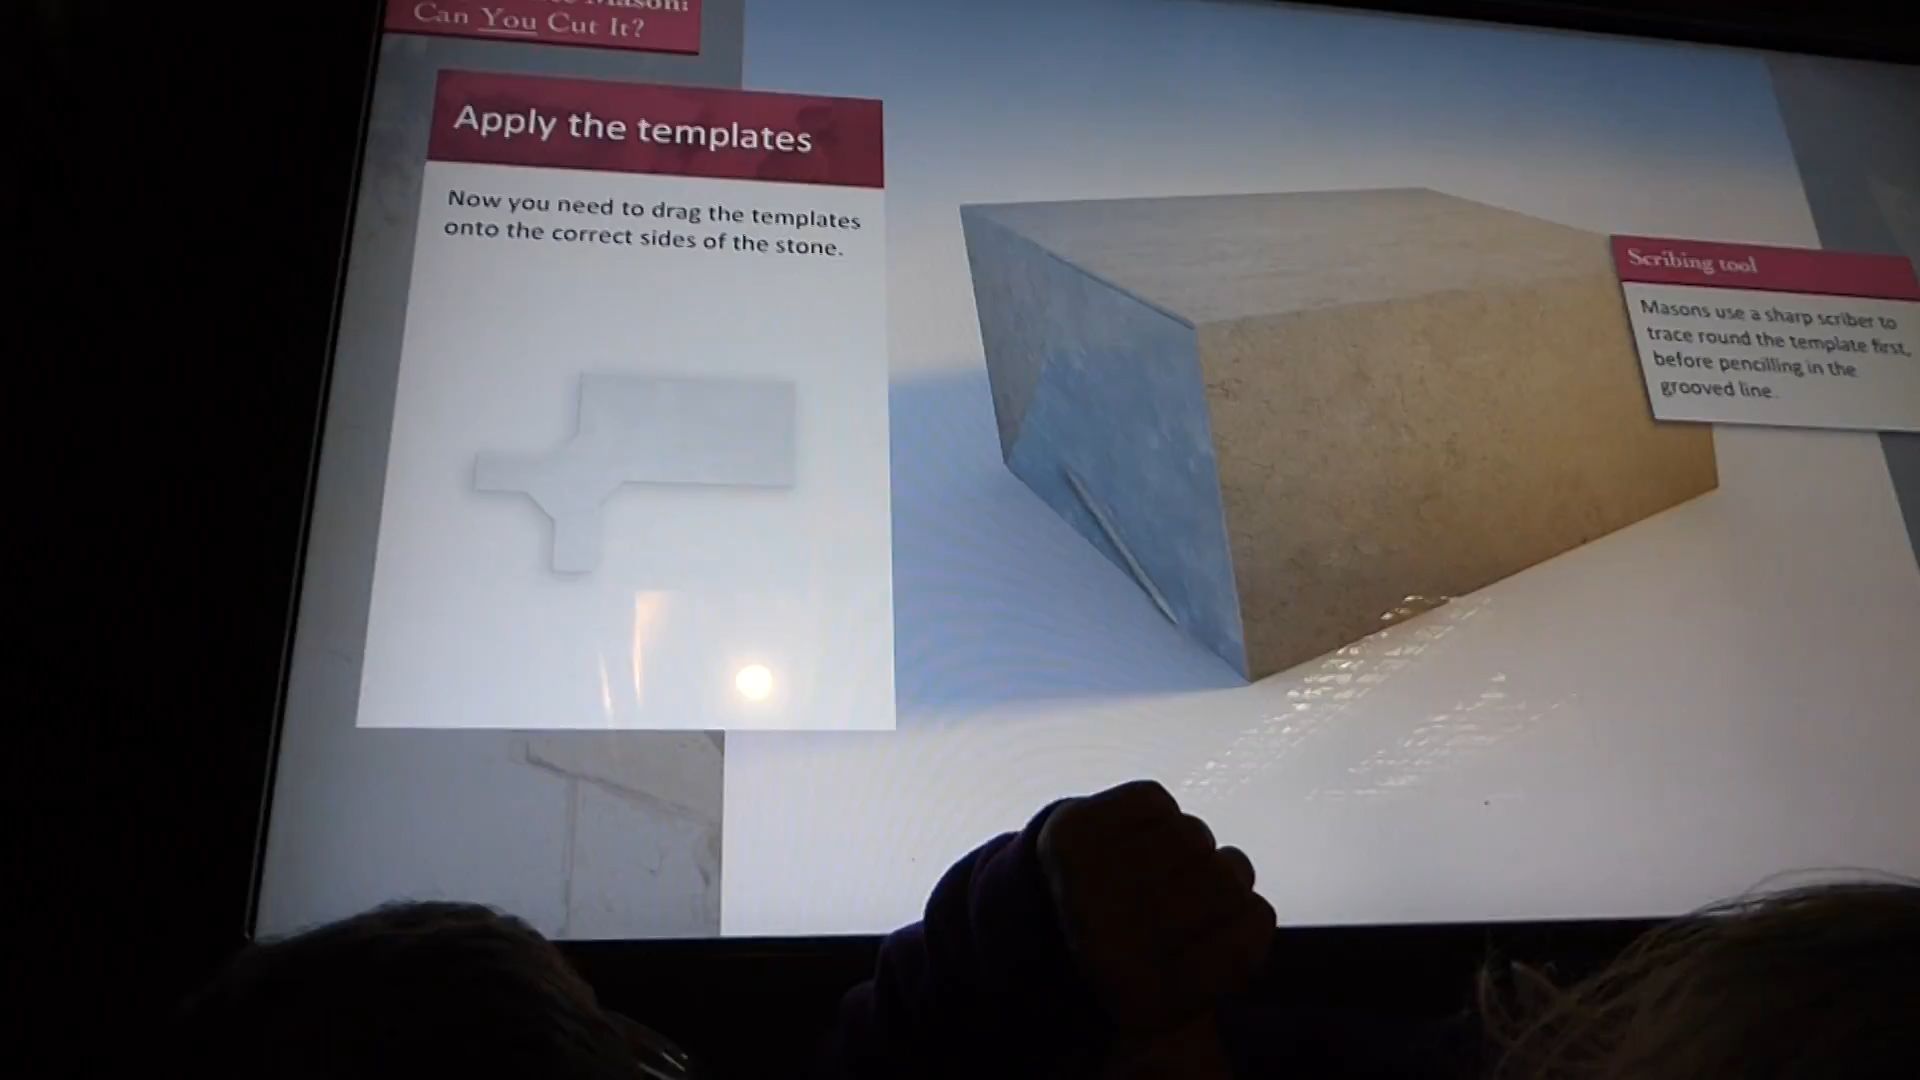 Mason:
Can You Cut It?
Apply the templates
Now you need to drag the templates
onto the correct sides of the stone.
Scribing tool
Masons use a sharp scriber to
trace round the template first,
before pencilling in the
grooved line.